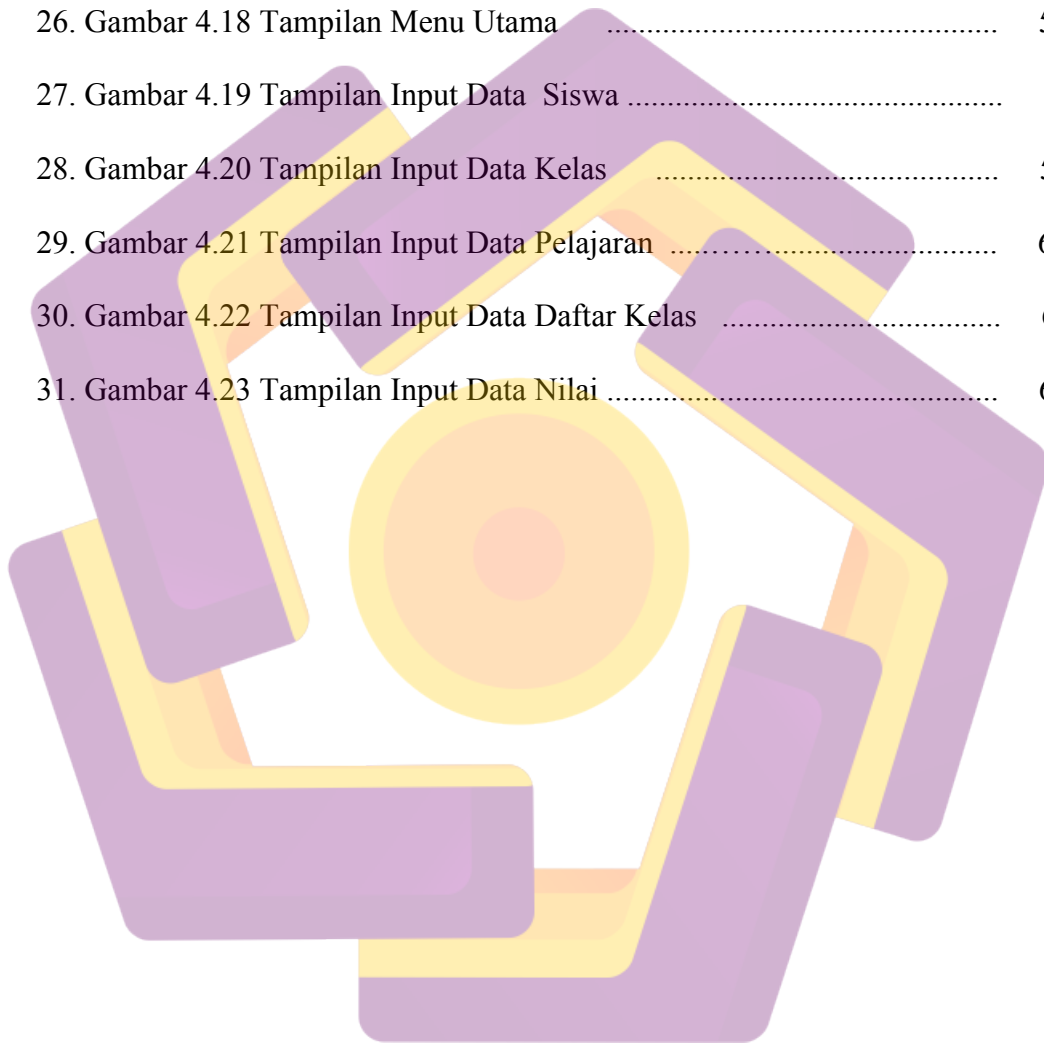 26. Gambar 4.18 Tampilan Menu Utama ................................................
27. Gambar 4.19 Tampilan Input Data Siswa ..............................................
28. Gambar 4.20 Tampilan Input Data Kelas ..........................................
29. Gambar 4.21 Tampilan Input Data Pelajaran ........................................
30. Gambar 4.22 Tampilan Input Data Daftar Kelas ..................................
31. Gambar 4.23 Tampilan Input Data Nilai ................................................